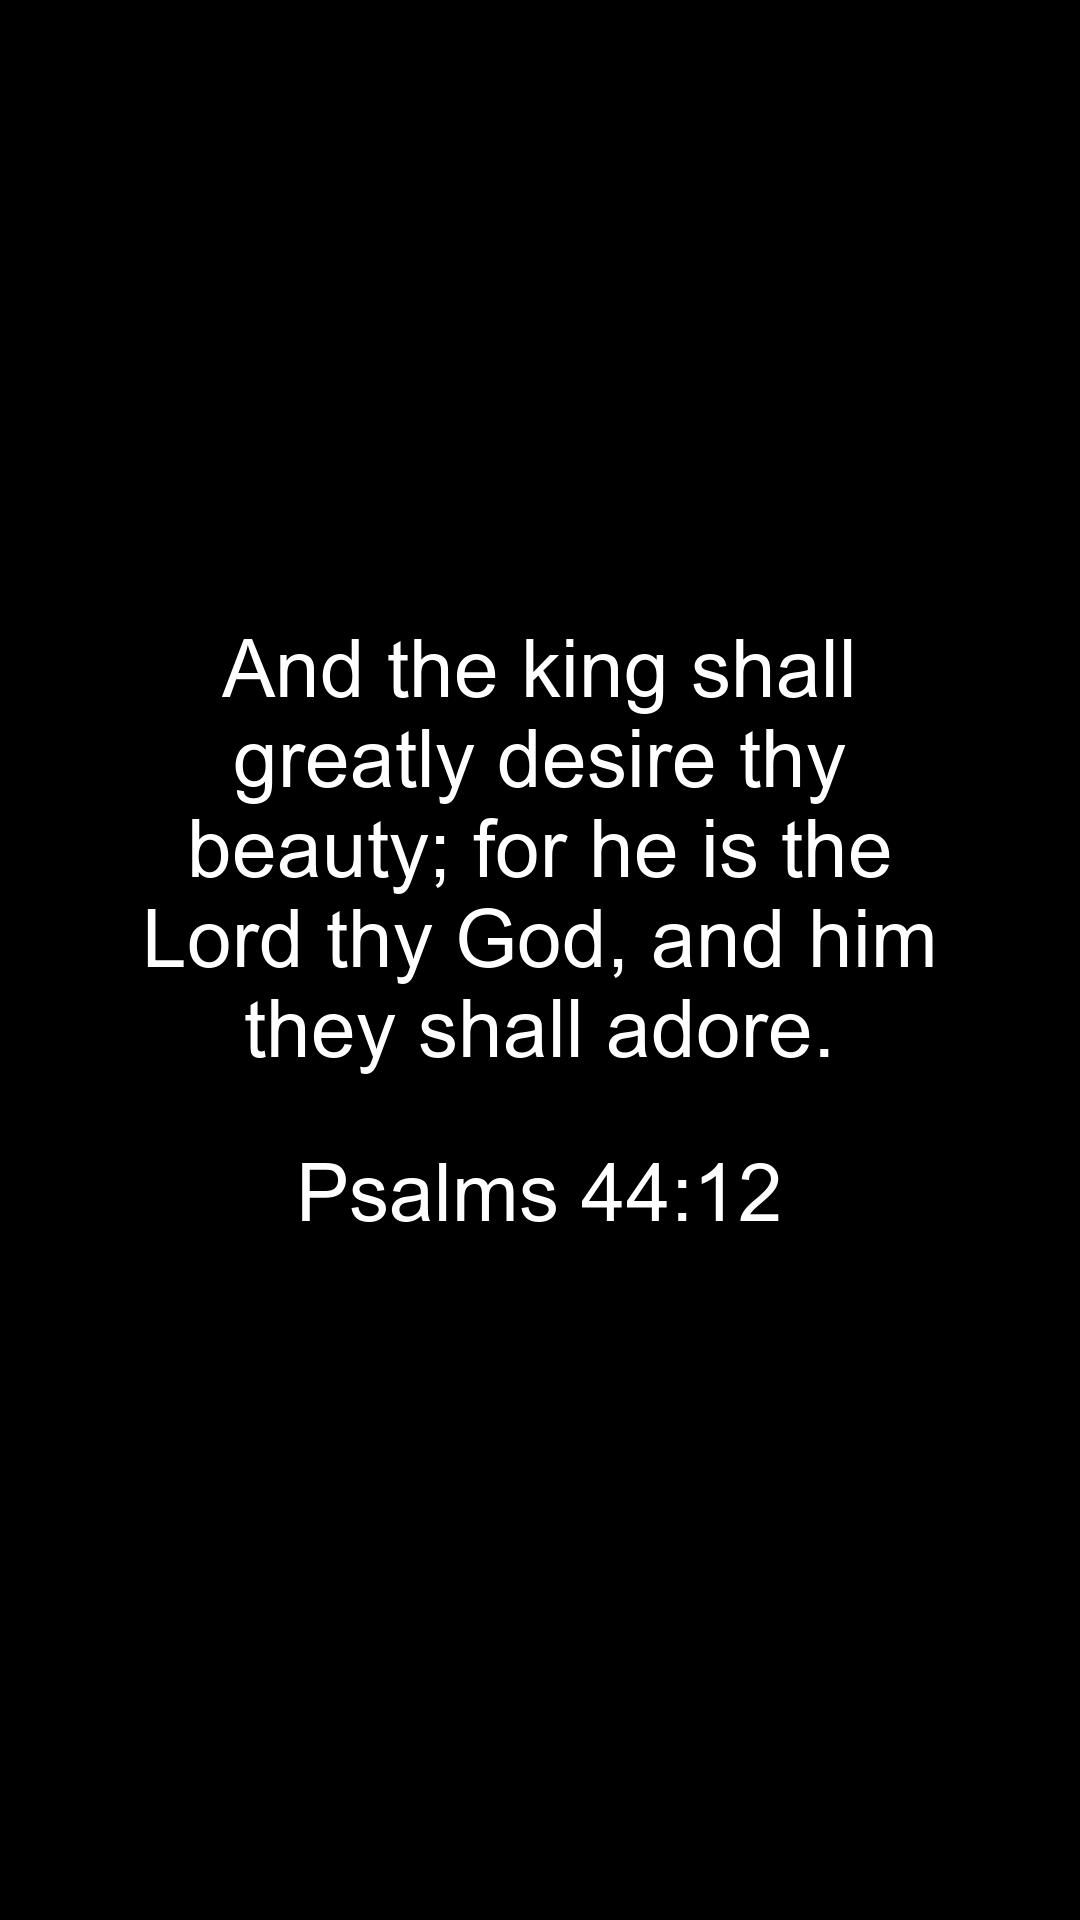 And the king shall
greatly desire thy
beauty; for he is the
Lord thy God, and him
they shall adore.
Psalms 44:12